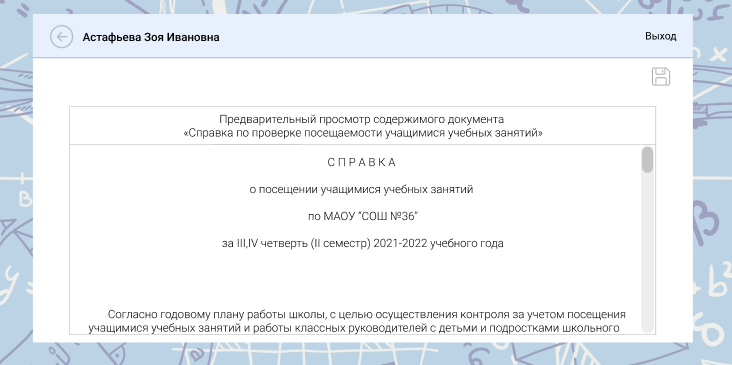 Астафьева Зоя Ивановна
Выход
Предварительный просмотр содержимого документа
«Справка по проверке посещаемости учащимися учебных занятий»
С П Р А В К А
о посещении учащимися учебных занятий
по МАОУ "СОШ №36"
за III,IV четверть (II семестр) 2021-2022 учебного года
Согласно годовому плану работы школы, с целью осуществления контроля за учетом посещения
учащимися учебных занятий и работы классных руководителей с детьми и подростками школьного